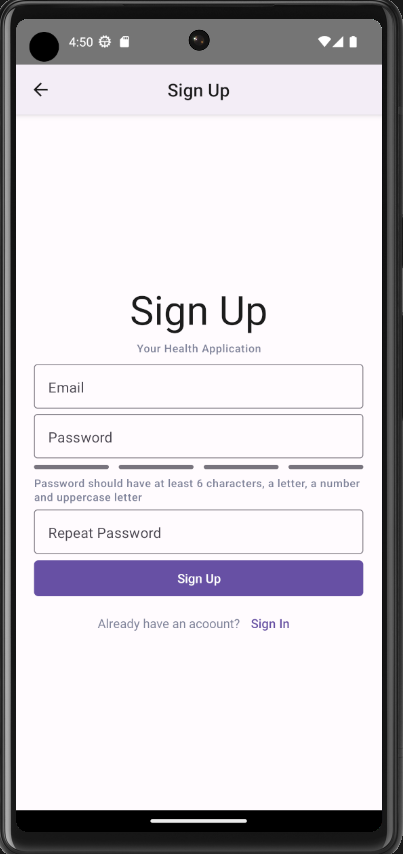 4:50
Sign Up
Sign Up
Your Health Application
Email
Password
Password should have at least 6 characters, a letter, a number
and uppercase letter
Repeat Password
Sign Up
Already have an acoount? Sign In